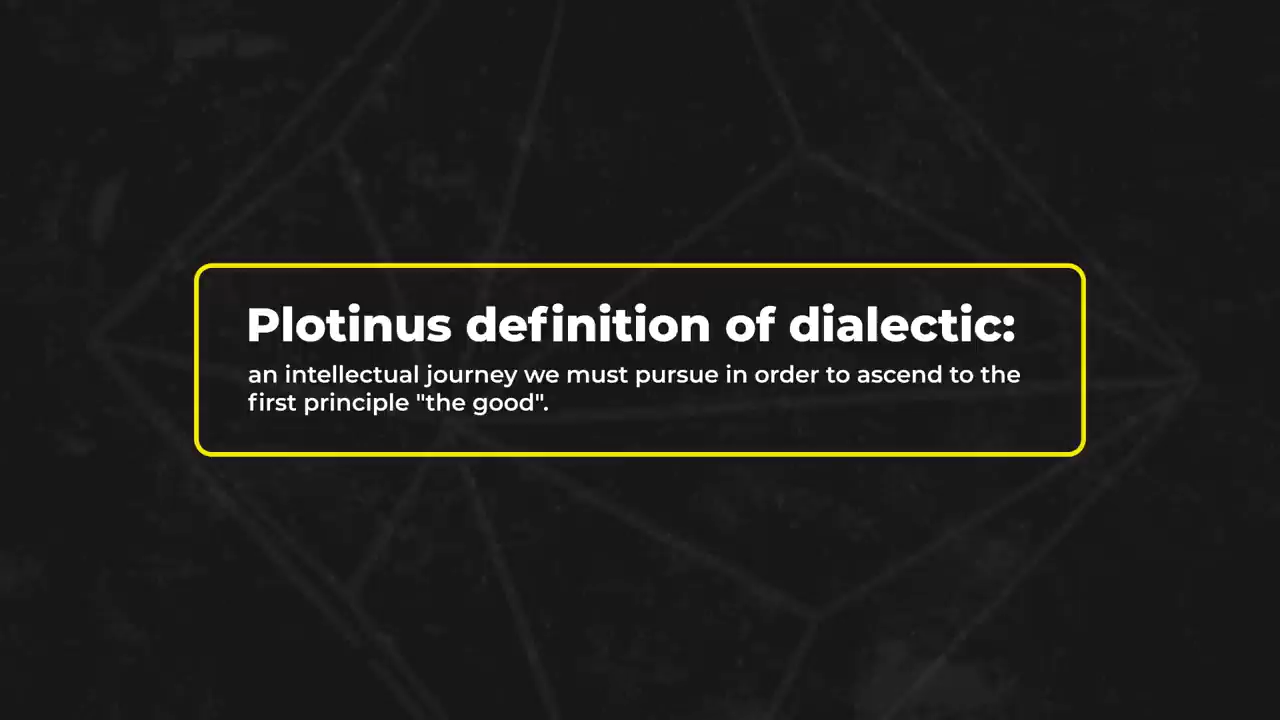 Plotinus definition of dialectic:
an intellectual journey we must pursue in order to ascend to the
first principle "the good".